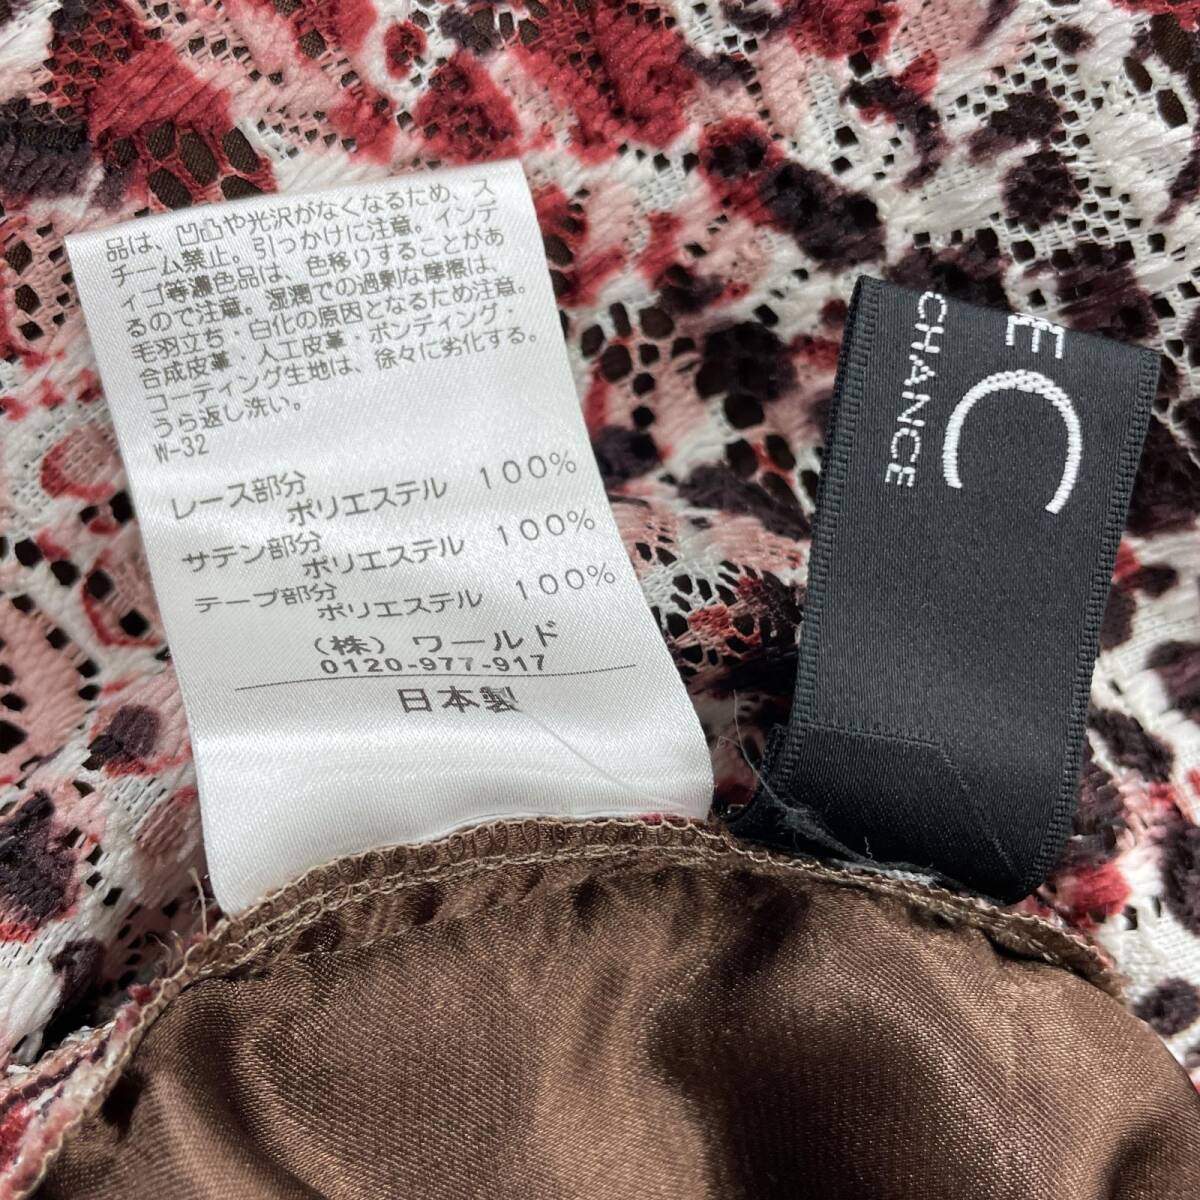 品は、凹凸や光沢がなくなるため、ス
チーム禁止。引っかけに注意。インデ
ィゴ等濃色品は、色移りすることがあ
るので注意。湿潤での過剰な摩擦は、
毛羽立ち・白化の原因となるため注意。
合成皮革・人工皮革・ボンディング・
コーティング生地は、徐々に劣化する。
うら返し洗い。
W-32
レース部分
ポリエステル 100%
サテン部分
ポリエステル 100%
テープ部分
ポリエステル 100%
(株) ワールド
0120-977-917
日本製
C
CHANCE